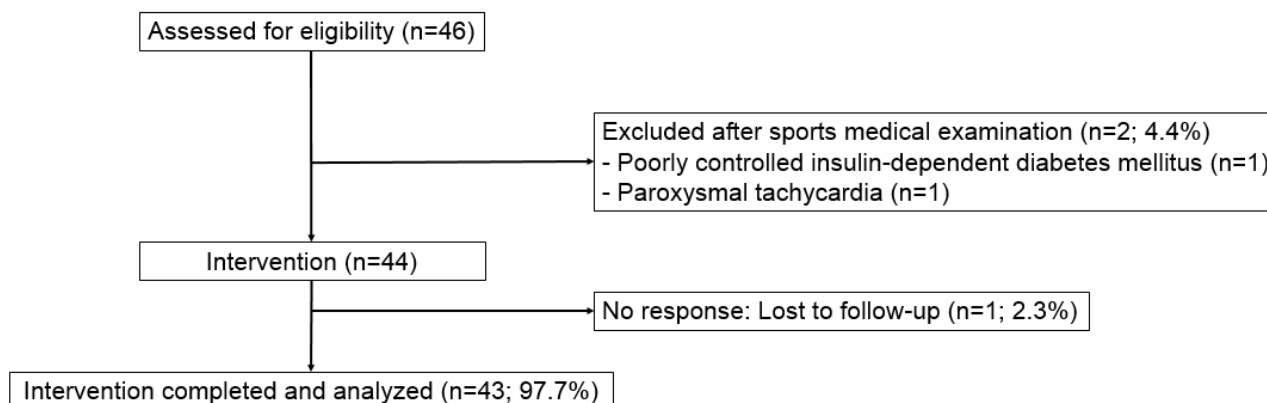 Assessed for eligibility (n=46)
Excluded after sports medical examination (n=2; 4.4%)
- Poorly controlled insulin-dependent diabetes mellitus (n=1)
- Paroxysmal tachycardia (n=1)
Intervention (n=44)
No response: Lost to follow-up (n=1; 2.3%)
Intervention completed and analyzed (n=43; 97.7%)